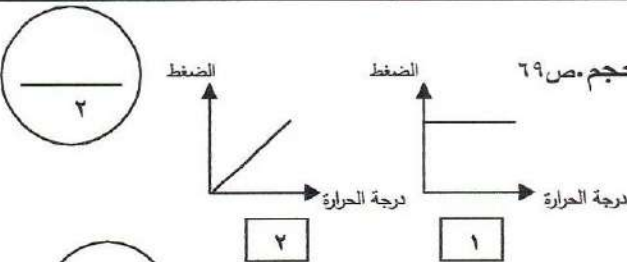 حجم.ص٦٩
الضغط
الضغط
٢
درجة الحرارة
درجة الحرارة
١
٢